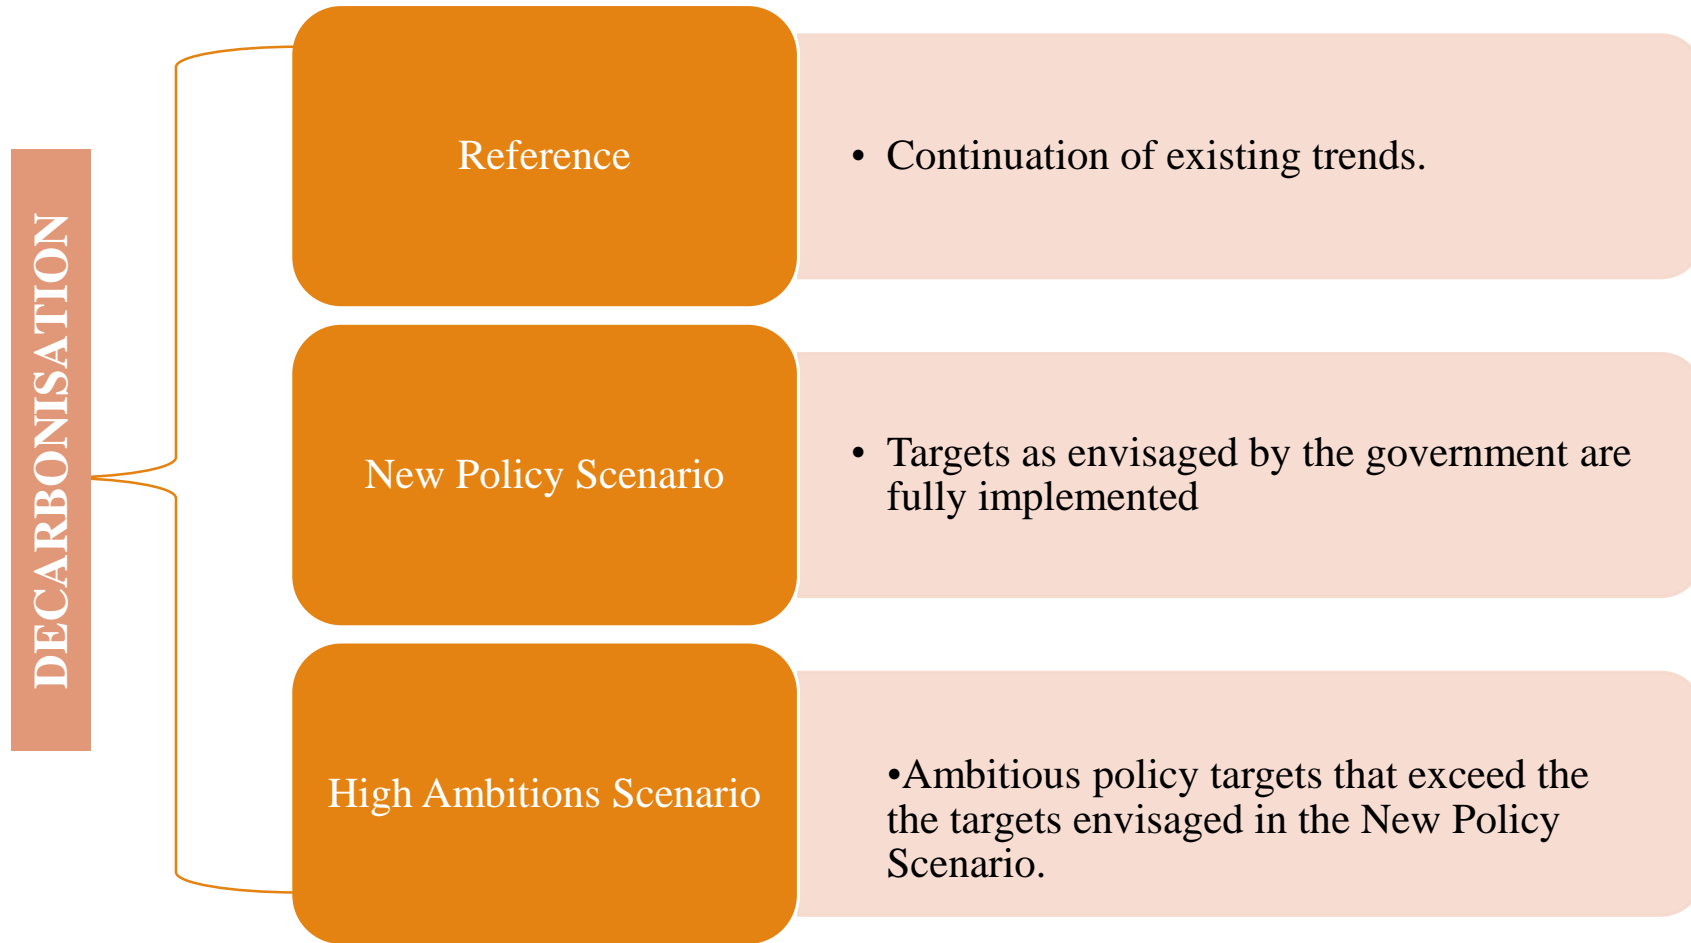 DECARBONISATION
Reference
• Continuation of existing trends.
New Policy Scenario
• Targets as envisaged by the government are
fully implemented
High Ambitions Scenario
•Ambitious policy targets that exceed the
the targets envisaged in the New Policy
Scenario.